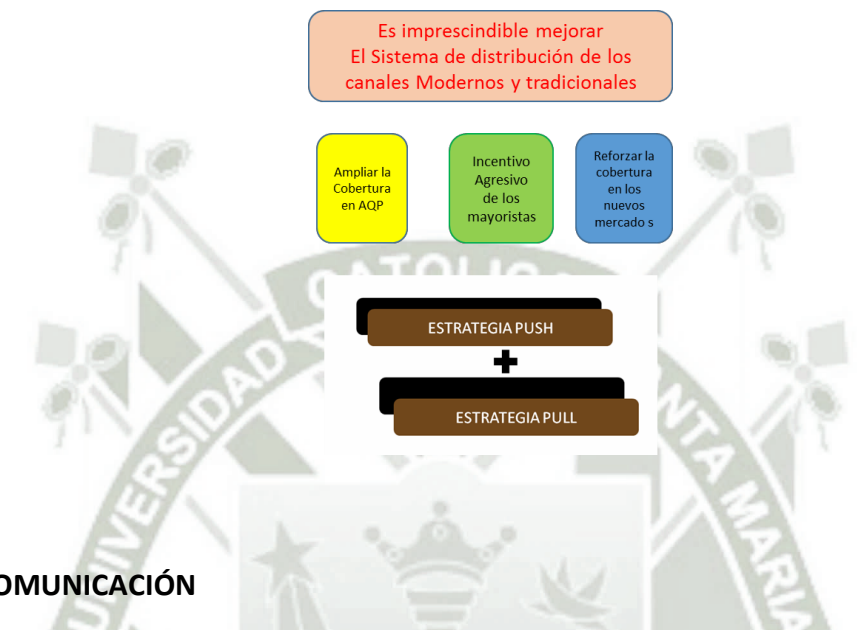 Es imprescindible mejorar
El Sistema de distribución de los
canales Modernos y tradicionales
Ampliar la
Cobertura
en AQP
Incentivo
Agresivo
de los
mayoristas
Reforzar la
cobertura
en los
nuevos
mercado s
ESTRATEGIA PUSH
+
ESTRATEGIA PULL
OMUNICACIÓN